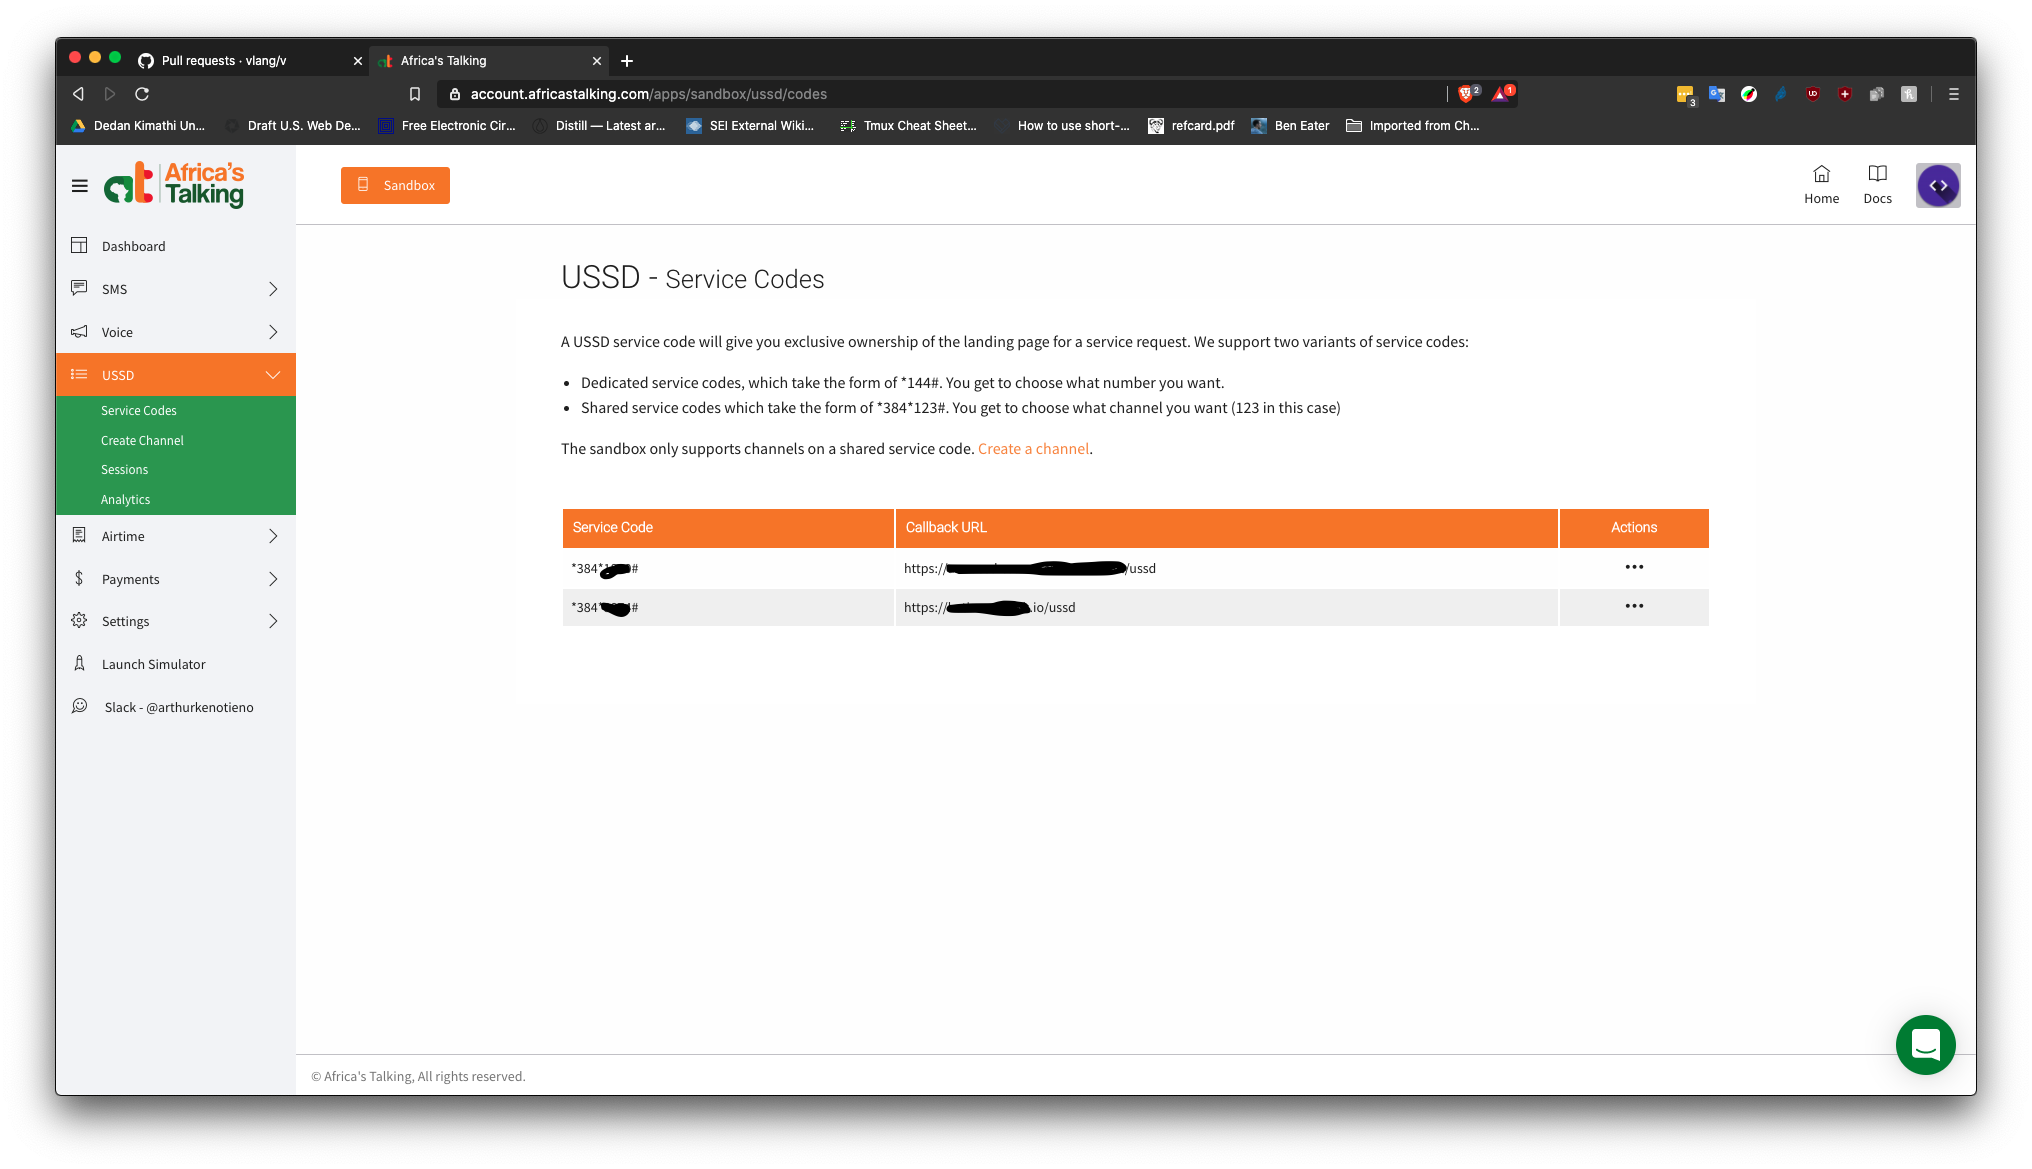 Pull requests · vlang/v
Africa's Talking
account.africastalking.com/apps/sandbox/ussd/codes
2
1
3
Dedan Kimathi Un...
Draft U.S. Web De...
Free Electronic Cir...
Distill — Latest ar...
SEI External Wiki...
Tmux Cheat Sheet...
How to use short-...
refcard.pdf
Ben Eater
Imported from Ch...
at
Africa's
Talking
Sandbox
Home
Docs
Dashboard
SMS
Voice
USSD
Service Codes
Create Channel
Sessions
Analytics
Airtime
Payments
Settings
Launch Simulator
Slack - @arthurkenotieno
USSD - Service Codes
A USSD service code will give you exclusive ownership of the landing page for a service request. We support two variants of service codes:
• Dedicated service codes, which take the form of *144#. You get to choose what number you want.
• Shared service codes which take the form of *384*123#. You get to choose what channel you want (123 in this case)
The sandbox only supports channels on a shared service code. Create a channel.
Service Code Callback URL Actions
*384* # https:// /ussd •••
*384* # https:// .io/ussd •••
© Africa's Talking, All rights reserved.